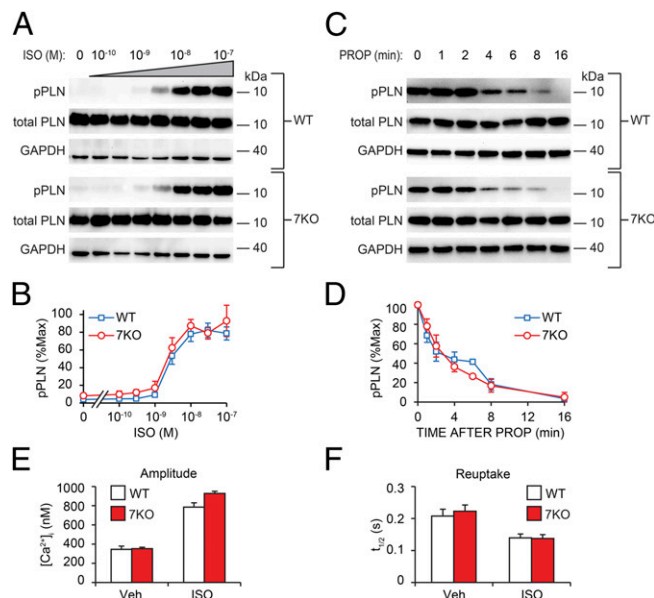 A
ISO (M): 0 10-10 10-9 10-8 10-7
kDa
pPLN — 10
total PLN — 10
WT
GAPDH — 40
pPLN — 10
total PLN — 10
7KO
GAPDH — 40
C
PROP (min): 0 1 2 4 6 8 16
kDa
pPLN — 10
total PLN — 10
WT
GAPDH — 40
pPLN — 10
total PLN — 10
7KO
GAPDH — 40
B
WT
7KO
pPLN (%Max)
100
80
60
40
20
0
0 10-10 10-9 10-8 10-7
ISO (M)
D
WT
7KO
pPLN (%Max)
100
80
60
40
20
0
0 4 8 12 16
TIME AFTER PROP (min)
E
Amplitude
WT
7KO
[Ca2+]i (nM)
1000
800
600
400
200
0
Veh ISO
F
Reuptake
WT
7KO
t1/2 (s)
0.3
0.2
0.1
0
Veh ISO